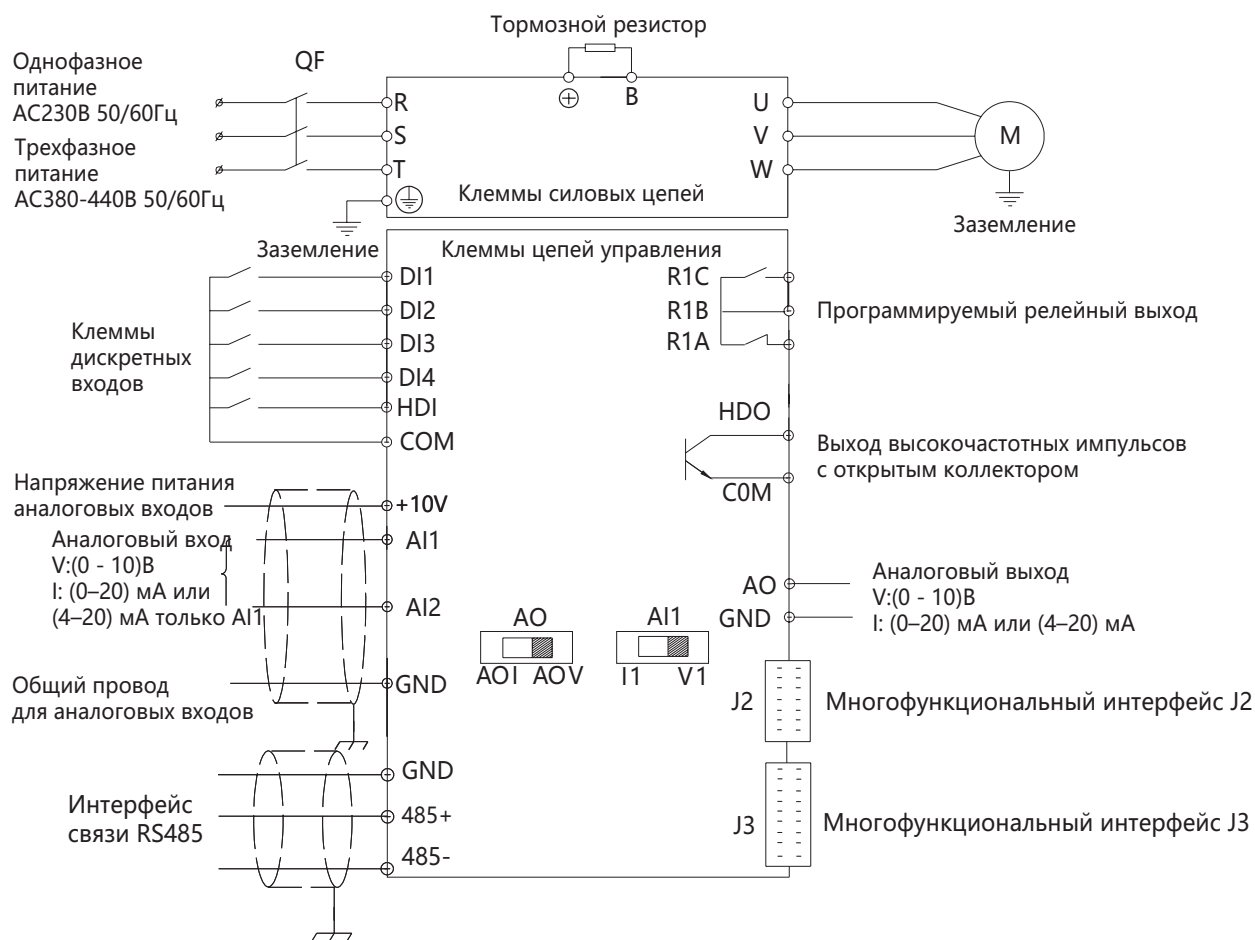 Тормозной резистор
Однофазное
питание
АС230В 50/60Гц
QF
Трехфазное
питание
АС380-440В 50/60Гц
R
S
T
B
U
V
W
M
Клеммы силовых цепей
Заземление
Заземление
Клеммы цепей управления
Клеммы
дискретных
входов
DI1
DI2
DI3
DI4
HDI
COM
R1C
R1B
R1A
Программируемый релейный выход
HDO
C0M
Выход высокочастотных импульсов
с открытым коллектором
Напряжение питания
аналоговых входов
+10V
Аналоговый вход
V:(0 - 10)В
I: (0–20) мА или
(4–20) мА только AI1
AI1
AI2
Общий провод
для аналоговых входов
GND
AO
AOI AOV
AI1
I1 V1
AO
GND
Аналоговый выход
V:(0 - 10)В
I: (0–20) мА или (4–20) мА
J2
Многофункциональный интерфейс J2
J3
Многофункциональный интерфейс J3
Интерфейс
связи RS485
GND
485+
485-